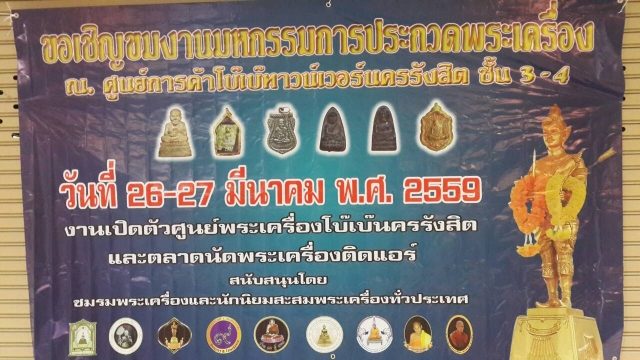 ขอเชิญชมงานมหกรรมการประกวดพระเครื่อง
ณ. ศูนย์การค้าโบ๊เบ๊ทาวน์เวอร์นครรังสิต ชั้น 3-4
วันที่ 26-27 มีนาคม พ.ศ. 2559
งานเปิดตัวศูนย์พระเครื่องโบ๊เบ๊นครรังสิต
และตลาดนัดพระเครื่องติดแอร์
สนับสนุนโดย
ชมรมพระเครื่องและนักนิยมสะสมพระเครื่องทั่วประเทศ